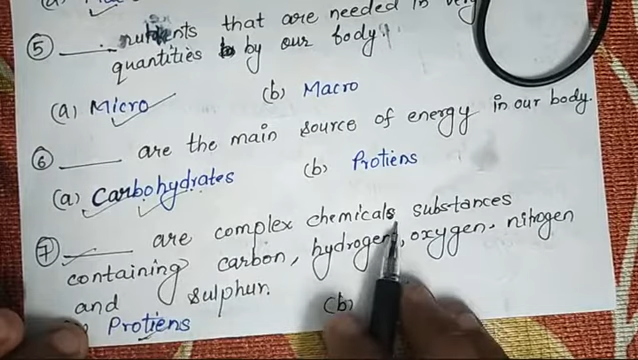 (a)
⑤ ____ nutrients that are needed in very
quantities by our body.
(a) Micro (b) Macro
⑥ ____ are the main source of energy in our body.
(a) Carbohydrates (b) Protiens
⑦ ____ are complex chemicals substances
containing carbon, hydrogen, oxygen, nitrogen
and sulphur.
Protiens (b)